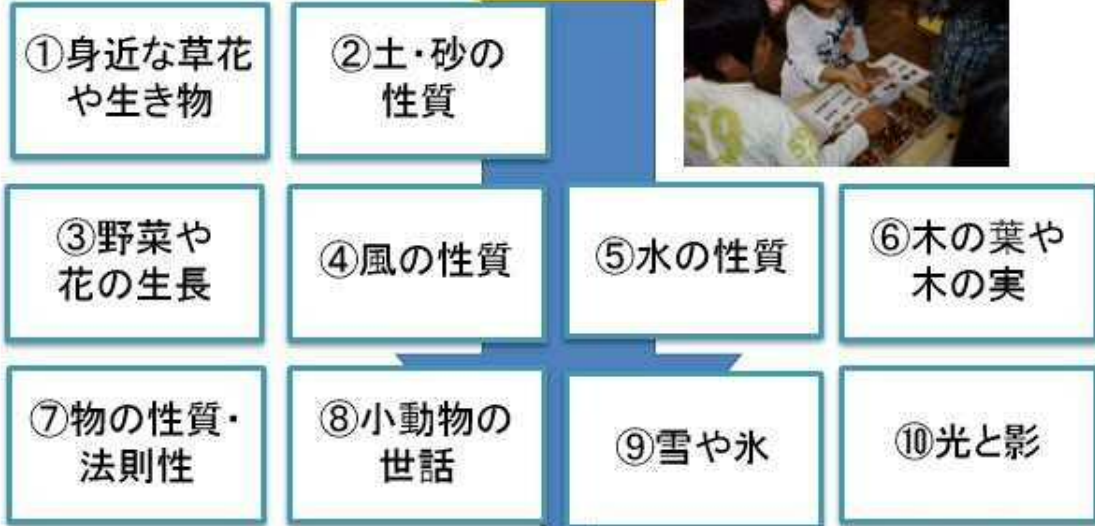 ①身近な草花
や生き物
②土・砂の
性質
③野菜や
花の生長
④風の性質
⑤水の性質
⑥木の葉や
木の実
⑦物の性質・
法則性
⑧小動物の
世話
⑨雪や氷
⑩光と影